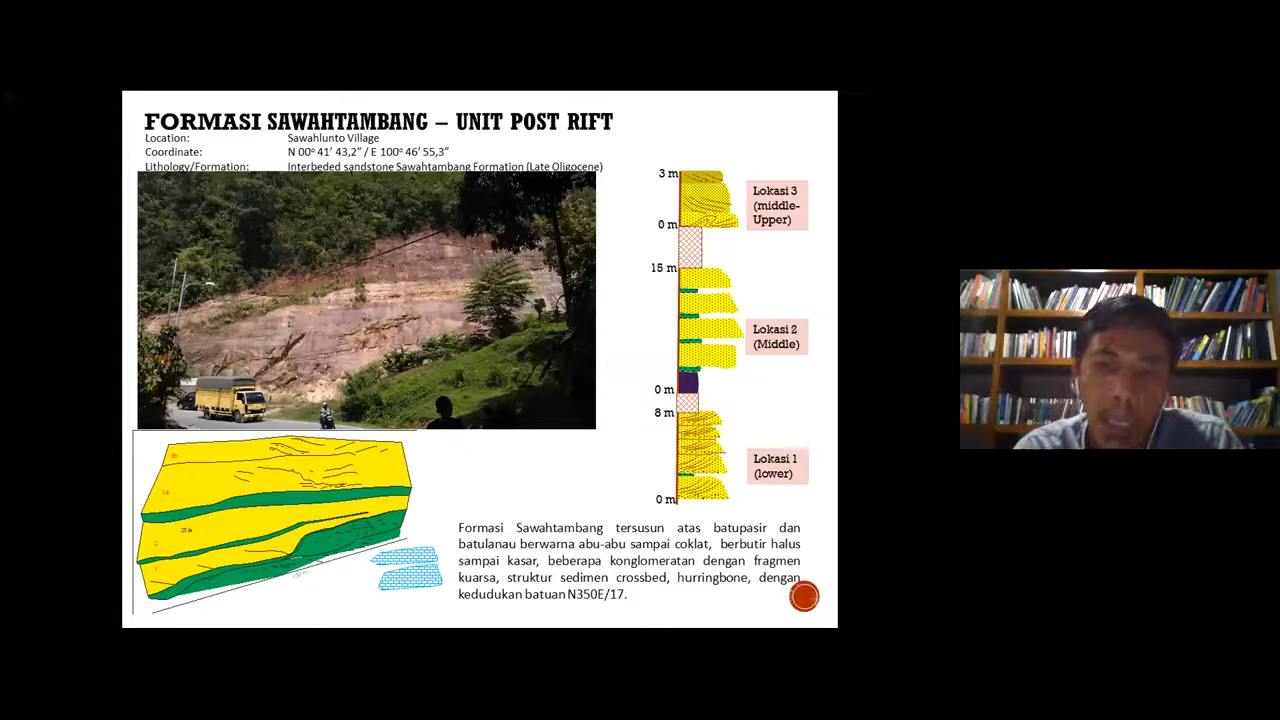 FORMASI SAWAHTAMBANG – UNIT POST RIFT
Location: Sawahlunto Village
Coordinate: N 00º 41' 43,2" / E 100º 46' 55,3"
Lithology/Formation: Interbeded sandstone Sawahtambang Formation (Late Oligocene)
3 m
Lokasi 3
(middle-
Upper)
0 m
15 m
Lokasi 2
(Middle)
0 m
8 m
Lokasi 1
(lower)
0 m
Formasi Sawahtambang tersusun atas batupasir dan
batulanau berwarna abu-abu sampai coklat, berbutir halus
sampai kasar, beberapa konglomeratan dengan fragmen
kuarsa, struktur sedimen crossbed, hurringbone, dengan
kedudukan batuan N350E/17.